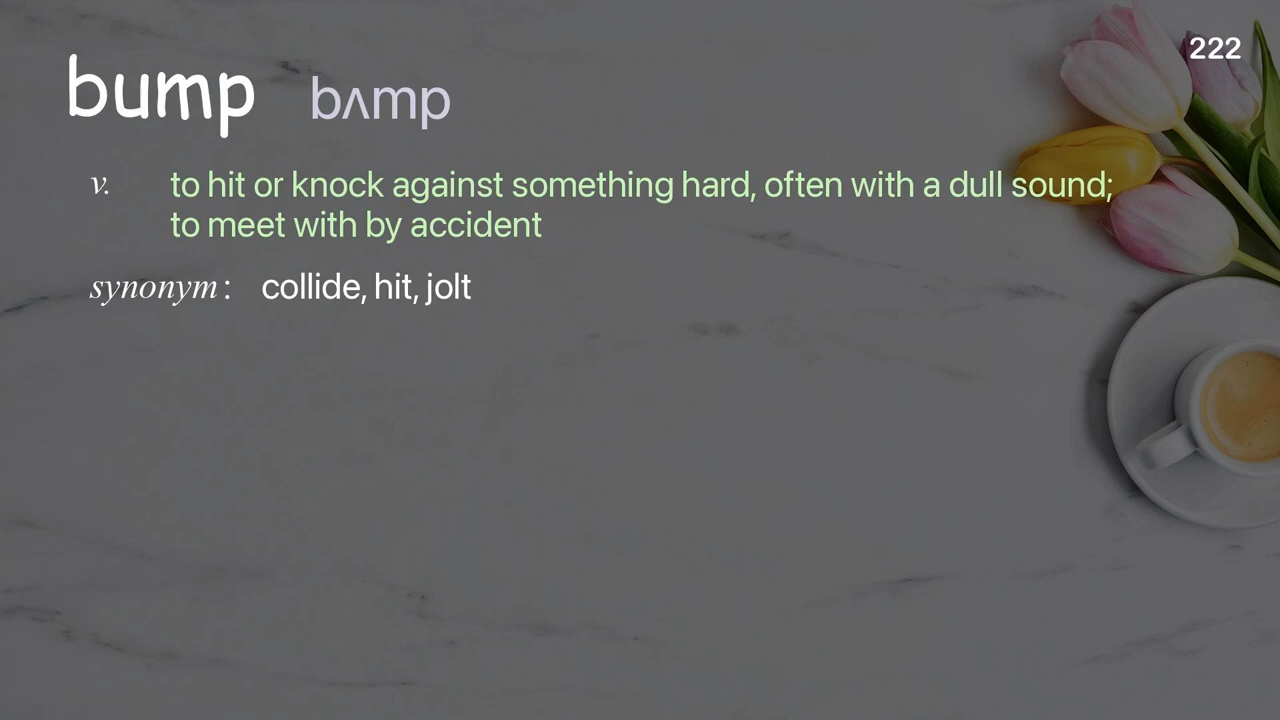 222
bump bʌmp
v. to hit or knock against something hard, often with a dull sound;
to meet with by accident
synonym: collide, hit, jolt